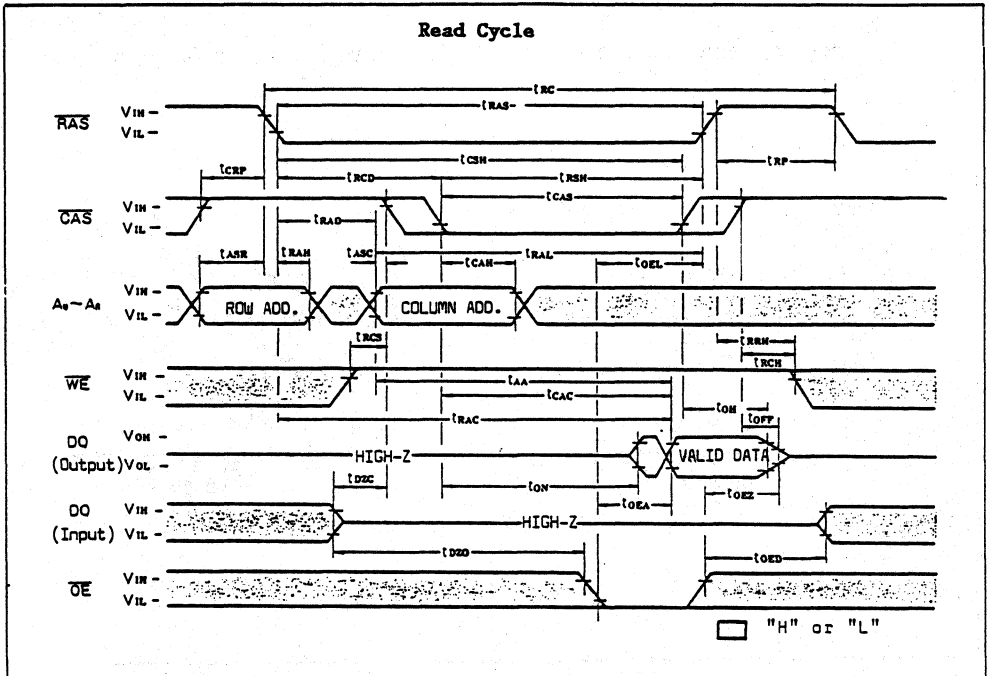 Read Cycle
tRC
tRAS
RAS
VIH
VIL
tCSH
tRP
tCRP
tRCD
tRSH
CAS
VIH
VIL
tCAS
tRAD
tASR
tRAH
tASC
tRAL
tCAH
tOEL
A0~A8
VIH
VIL
ROW ADD.
COLUMN ADD.
tRCS
tRRH
tRCH
WE
VIH
VIL
tAA
tCAC
tOH
tRAC
tOFF
DQ
(Output)
VOH
VOL
HIGH-Z
VALID DATA
tDZC
tON
tOEZ
tOEA
DQ
(Input)
VIH
VIL
HIGH-Z
tDZO
tOED
OE
VIH
VIL
"H" or "L"